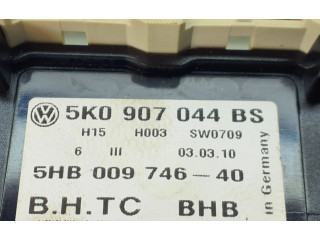 5K0 907 044 BS
H15 H003 SW0709
6 III 03.03.10
5HB 009 746-40
B.H.TC BHB
in Germany